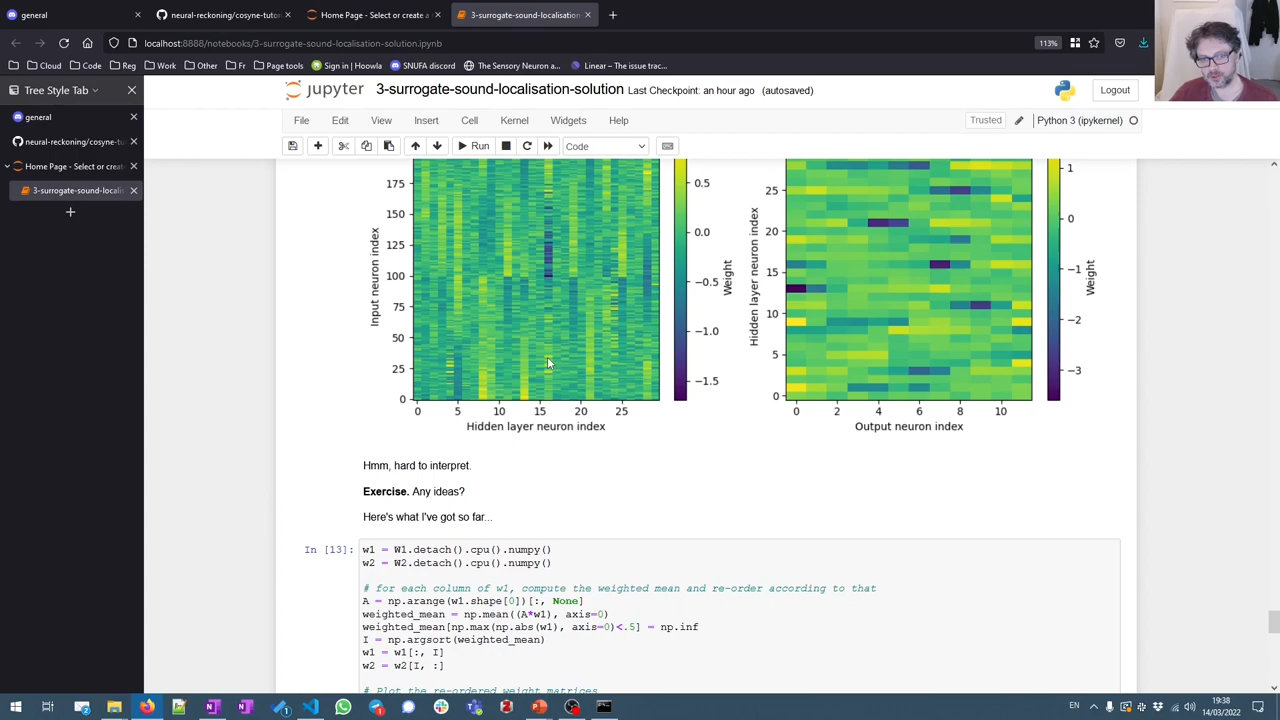 general
neural-reckoning/cosyne-tutor
Home Page - Select or create a
3-surrogate-sound-localisation
localhost:8888/notebooks/3-surrogate-sound-localisation-solution.ipynb
113%
Cloud
Code
Reg
Work
Other
Fr
Page tools
Sign in | Hoowla
SNUFA discord
The Sensory Neuron a...
Linear – The issue trac...
Tree Style Tab
general
neural-reckoning/cosyne-tu
Home Page - Select or creat
3-surrogate-sound-localis
jupyter 3-surrogate-sound-localisation-solution Last Checkpoint: an hour ago (autosaved)
Logout
File Edit View Insert Cell Kernel Widgets Help
Trusted
Python 3 (ipykernel)
Run
Code
175
150
125
100
75
50
25
0
Input neuron index
0 5 10 15 20 25
Hidden layer neuron index
0.5
0.0
−0.5
−1.0
−1.5
Weight
25
20
15
10
5
0
Hidden layer neuron index
0 2 4 6 8 10
Output neuron index
1
0
−1
−2
−3
Weight
Hmm, hard to interpret.
Exercise. Any ideas?
Here's what I've got so far...
In [13]:
w1 = W1.detach().cpu().numpy()
w2 = W2.detach().cpu().numpy()
# for each column of w1, compute the weighted mean and re-order according to that
A = np.arange(w1.shape[0])[:, None]
weighted_mean = np.mean((A*w1), axis=0)
weighted_mean[np.max(np.abs(w1), axis=0)<.5] = np.inf
I = np.argsort(weighted_mean)
w1 = w1[:, I]
w2 = w2[I, :]
# Plot the re-ordered weight matrices
EN
19:38
14/03/2022